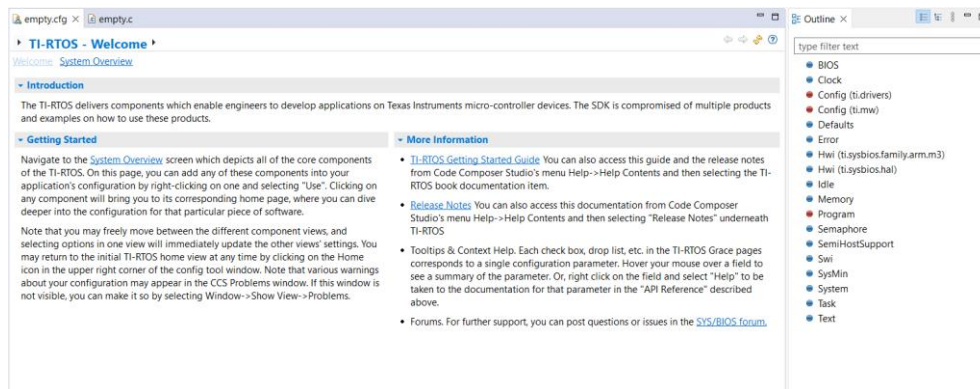 empty.cfg
empty.c
TI-RTOS - Welcome
Welcome System Overview
Introduction
The TI-RTOS delivers components which enable engineers to develop applications on Texas Instruments micro-controller devices. The SDK is compromised of multiple products
and examples on how to use these products.
Getting Started
Navigate to the System Overview screen which depicts all of the core components
of the TI-RTOS. On this page, you can add any of these components into your
application's configuration by right-clicking on one and selecting "Use". Clicking on
any component will bring you to its corresponding home page, where you can dive
deeper into the configuration for that particular piece of software.
Note that you may freely move between the different component views, and
selecting options in one view will immediately update the other views' settings. You
may return to the initial TI-RTOS home view at any time by clicking on the Home
icon in the upper right corner of the config tool window. Note that various warnings
about your configuration may appear in the CCS Problems window. If this window is
not visible, you can make it so by selecting Window->Show View->Problems.
More Information
• TI-RTOS Getting Started Guide You can also access this guide and the release notes
from Code Composer Studio's menu Help->Help Contents and then selecting the TI-
RTOS book documentation item.
• Release Notes You can also access this documentation from Code Composer
Studio's menu Help->Help Contents and then selecting "Release Notes" underneath
TI-RTOS
• Tooltips & Context Help. Each check box, drop list, etc. in the TI-RTOS Grace pages
corresponds to a single configuration parameter. Hover your mouse over a field to
see a summary of the parameter. Or, right click on the field and select "Help" to be
taken to the documentation for that parameter in the "API Reference" described
above.
• Forums. For further support, you can post questions or issues in the SYS/BIOS forum.
Outline
type filter text
BIOS
Clock
Config (ti.drivers)
Config (ti.mw)
Defaults
Error
Hwi (ti.sysbios.family.arm.m3)
Hwi (ti.sysbios.hal)
Idle
Memory
Program
Semaphore
SemiHostSupport
Swi
SysMin
System
Task
Text